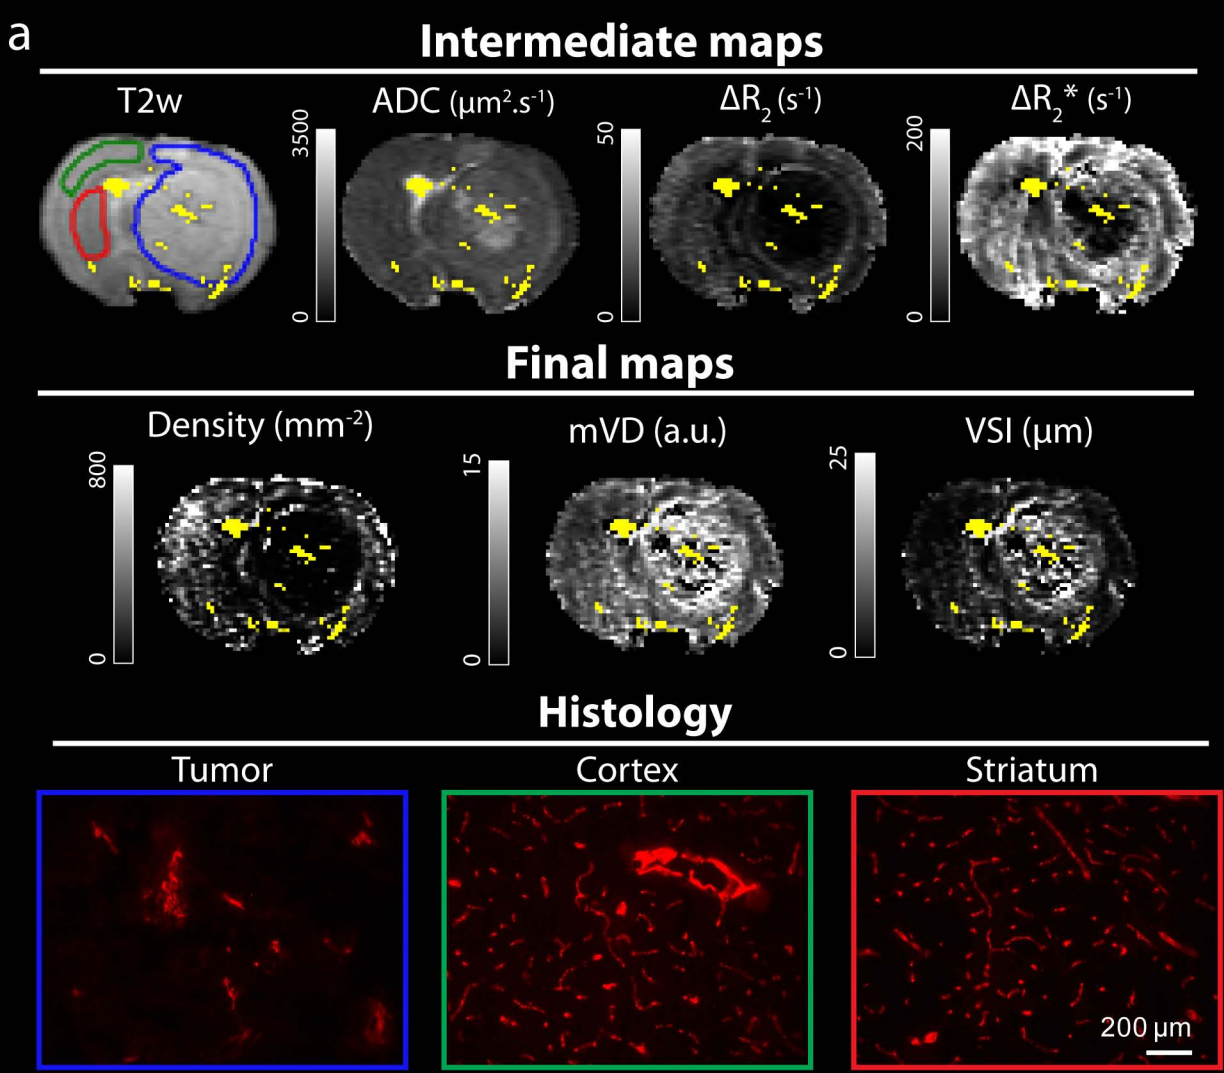 a
Intermediate maps
T2w
ADC (μm².s⁻¹)
ΔR₂ (s⁻¹)
ΔR₂* (s⁻¹)
3500
0
50
0
200
0
Final maps
Density (mm⁻²)
mVD (a.u.)
VSI (μm)
800
0
15
0
25
0
Histology
Tumor
Cortex
Striatum
200 μm